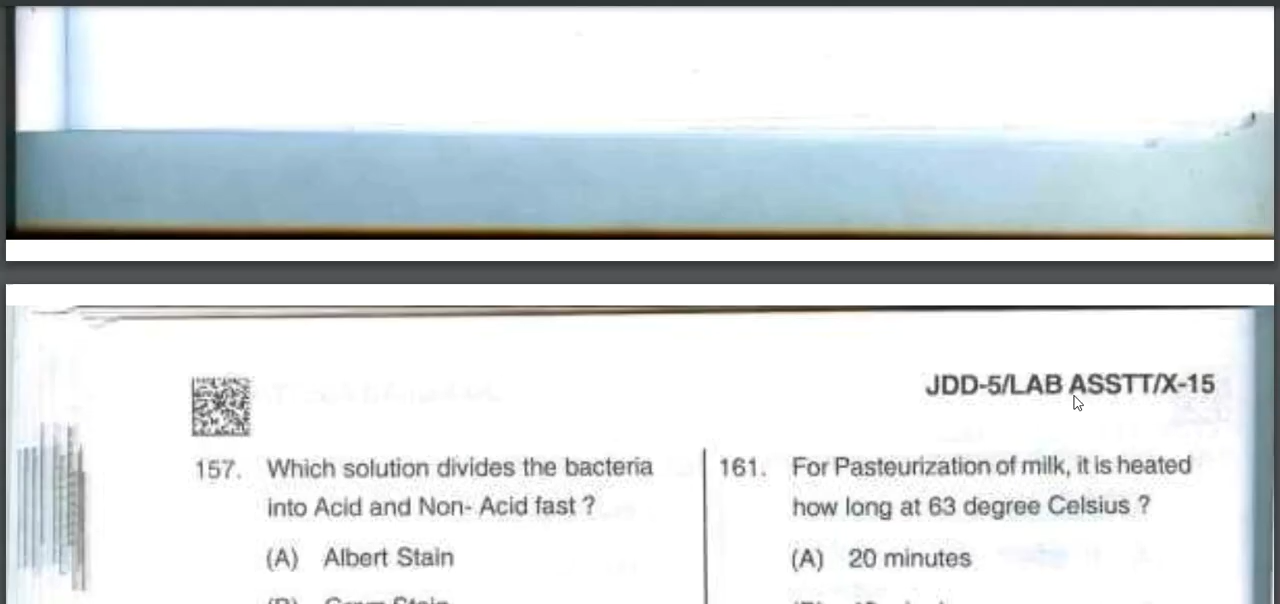 JDD-5/LAB ASSTT/X-15
157. Which solution divides the bacteria
into Acid and Non- Acid fast ?
(A) Albert Stain
161. For Pasteurization of milk, it is heated
how long at 63 degree Celsius ?
(A) 20 minutes